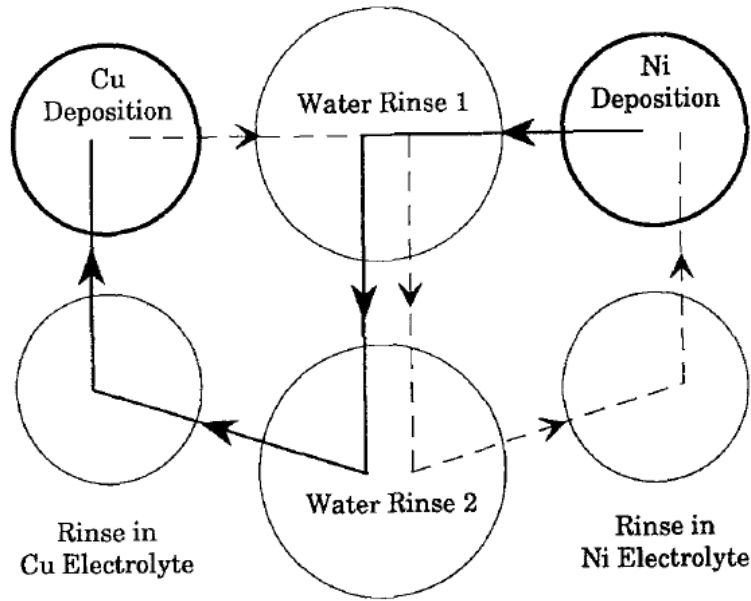 Cu
Deposition
Water Rinse 1
Ni
Deposition
Water Rinse 2
Rinse in
Cu Electrolyte
Rinse in
Ni Electrolyte